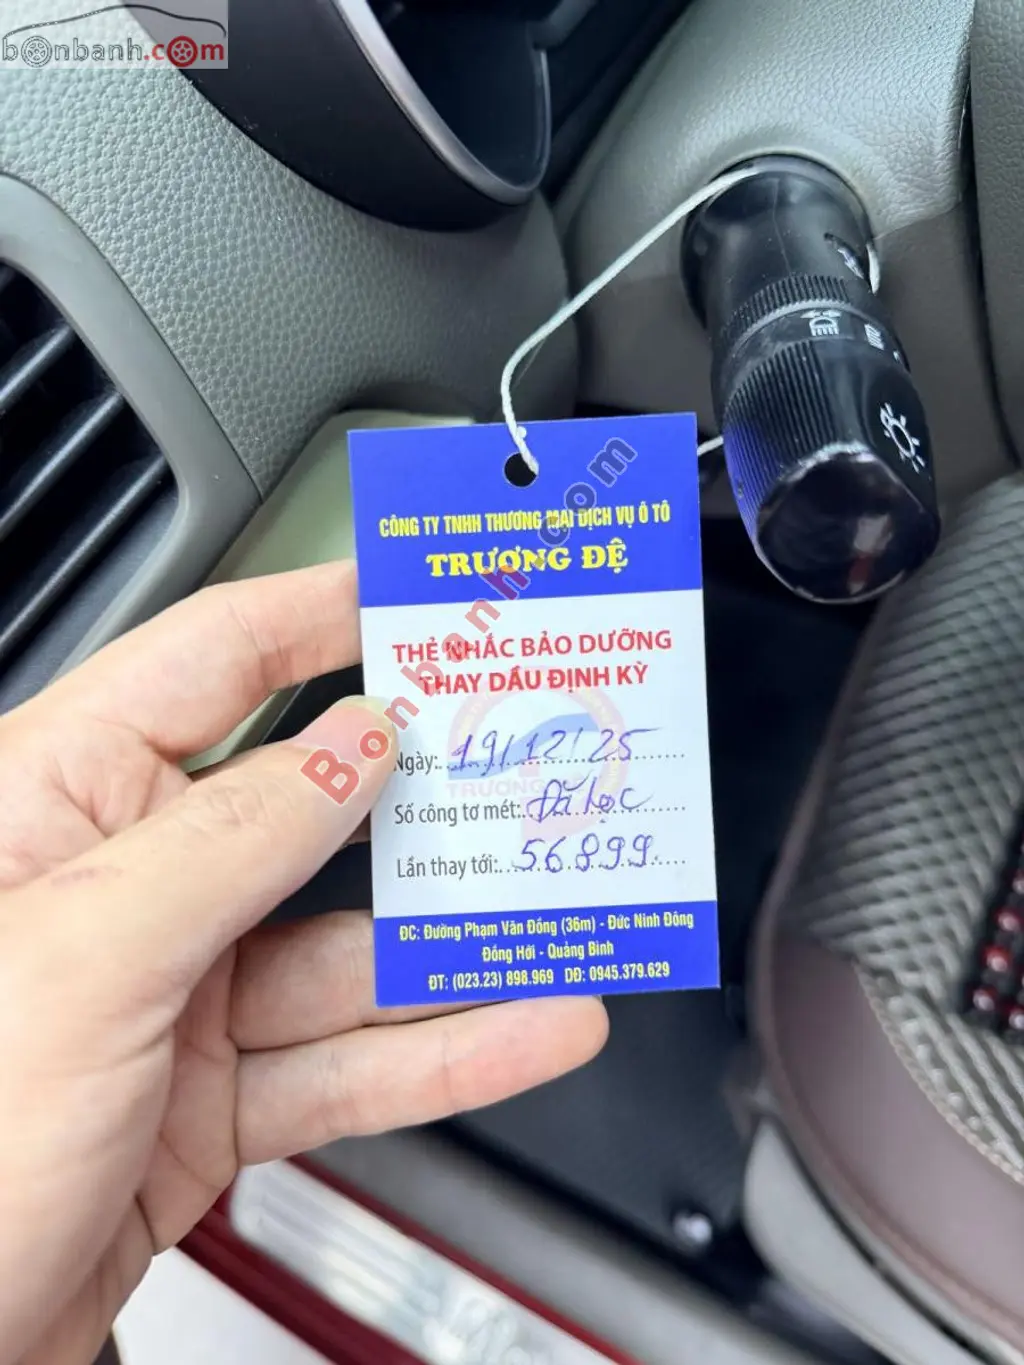 bonbanh.com
CÔNG TY TNHH THƯƠNG MẠI DỊCH VỤ Ô TÔ
TRƯƠNG ĐỆ
THẺ NHẮC BẢO DƯỠNG
THAY DẦU ĐỊNH KỲ
Ngày: 19/12/25
Số công tơ mét: Đã lọc
Lần thay tới: 56.899
ĐC: Đường Phạm Văn Đồng (36m) - Đức Ninh Đông
Đồng Hới - Quảng Bình
ĐT: (023.23) 898.969 DĐ: 0945.379.629
Bonbanh.com